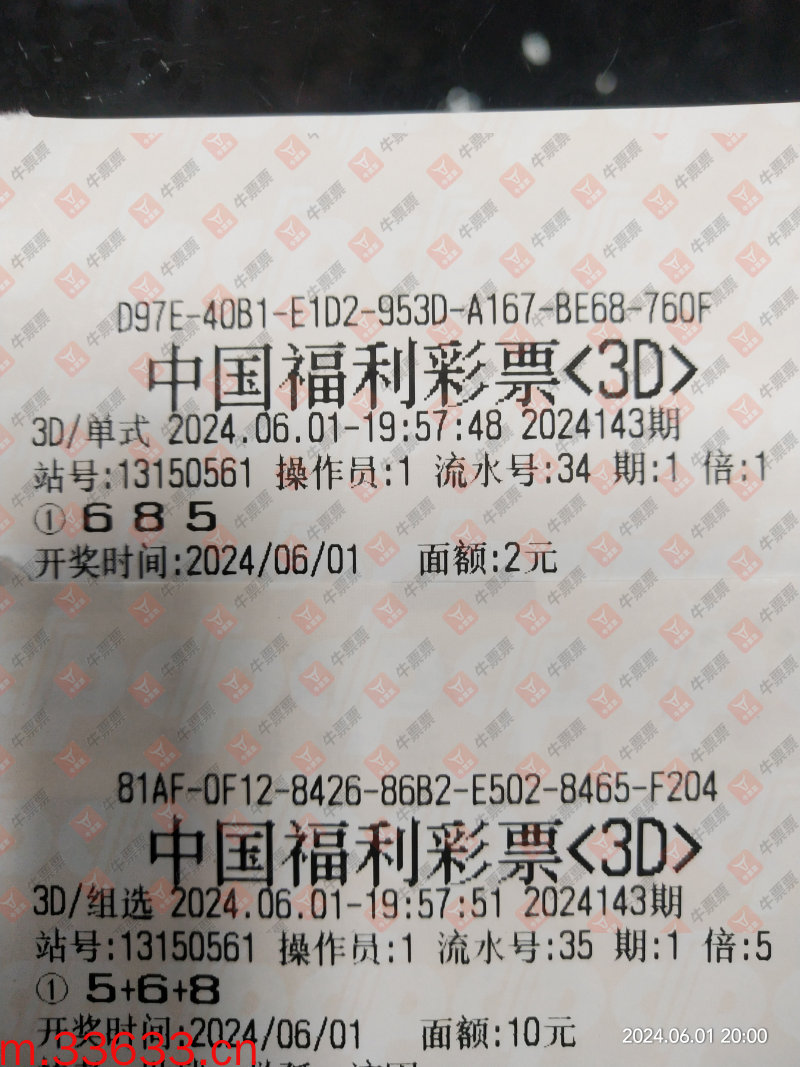 D97E-40B1-E1D2-953D-A167-BE68-760F
中国福利彩票<3D>
3D/单式 2024.06.01-19:57:48 2024143期
站号:13150561 操作员:1 流水号:34 期:1 倍:1
① 6 8 5
开奖时间:2024/06/01 面额:2元
81AF-0F12-8426-86B2-E502-8465-F204
中国福利彩票<3D>
3D/组选 2024.06.01-19:57:51 2024143期
站号:13150561 操作员:1 流水号:35 期:1 倍:5
① 5+6+8
开奖时间:2024/06/01 面额:10元
2024.06.01 20:00
m.33633.cn
牛票票